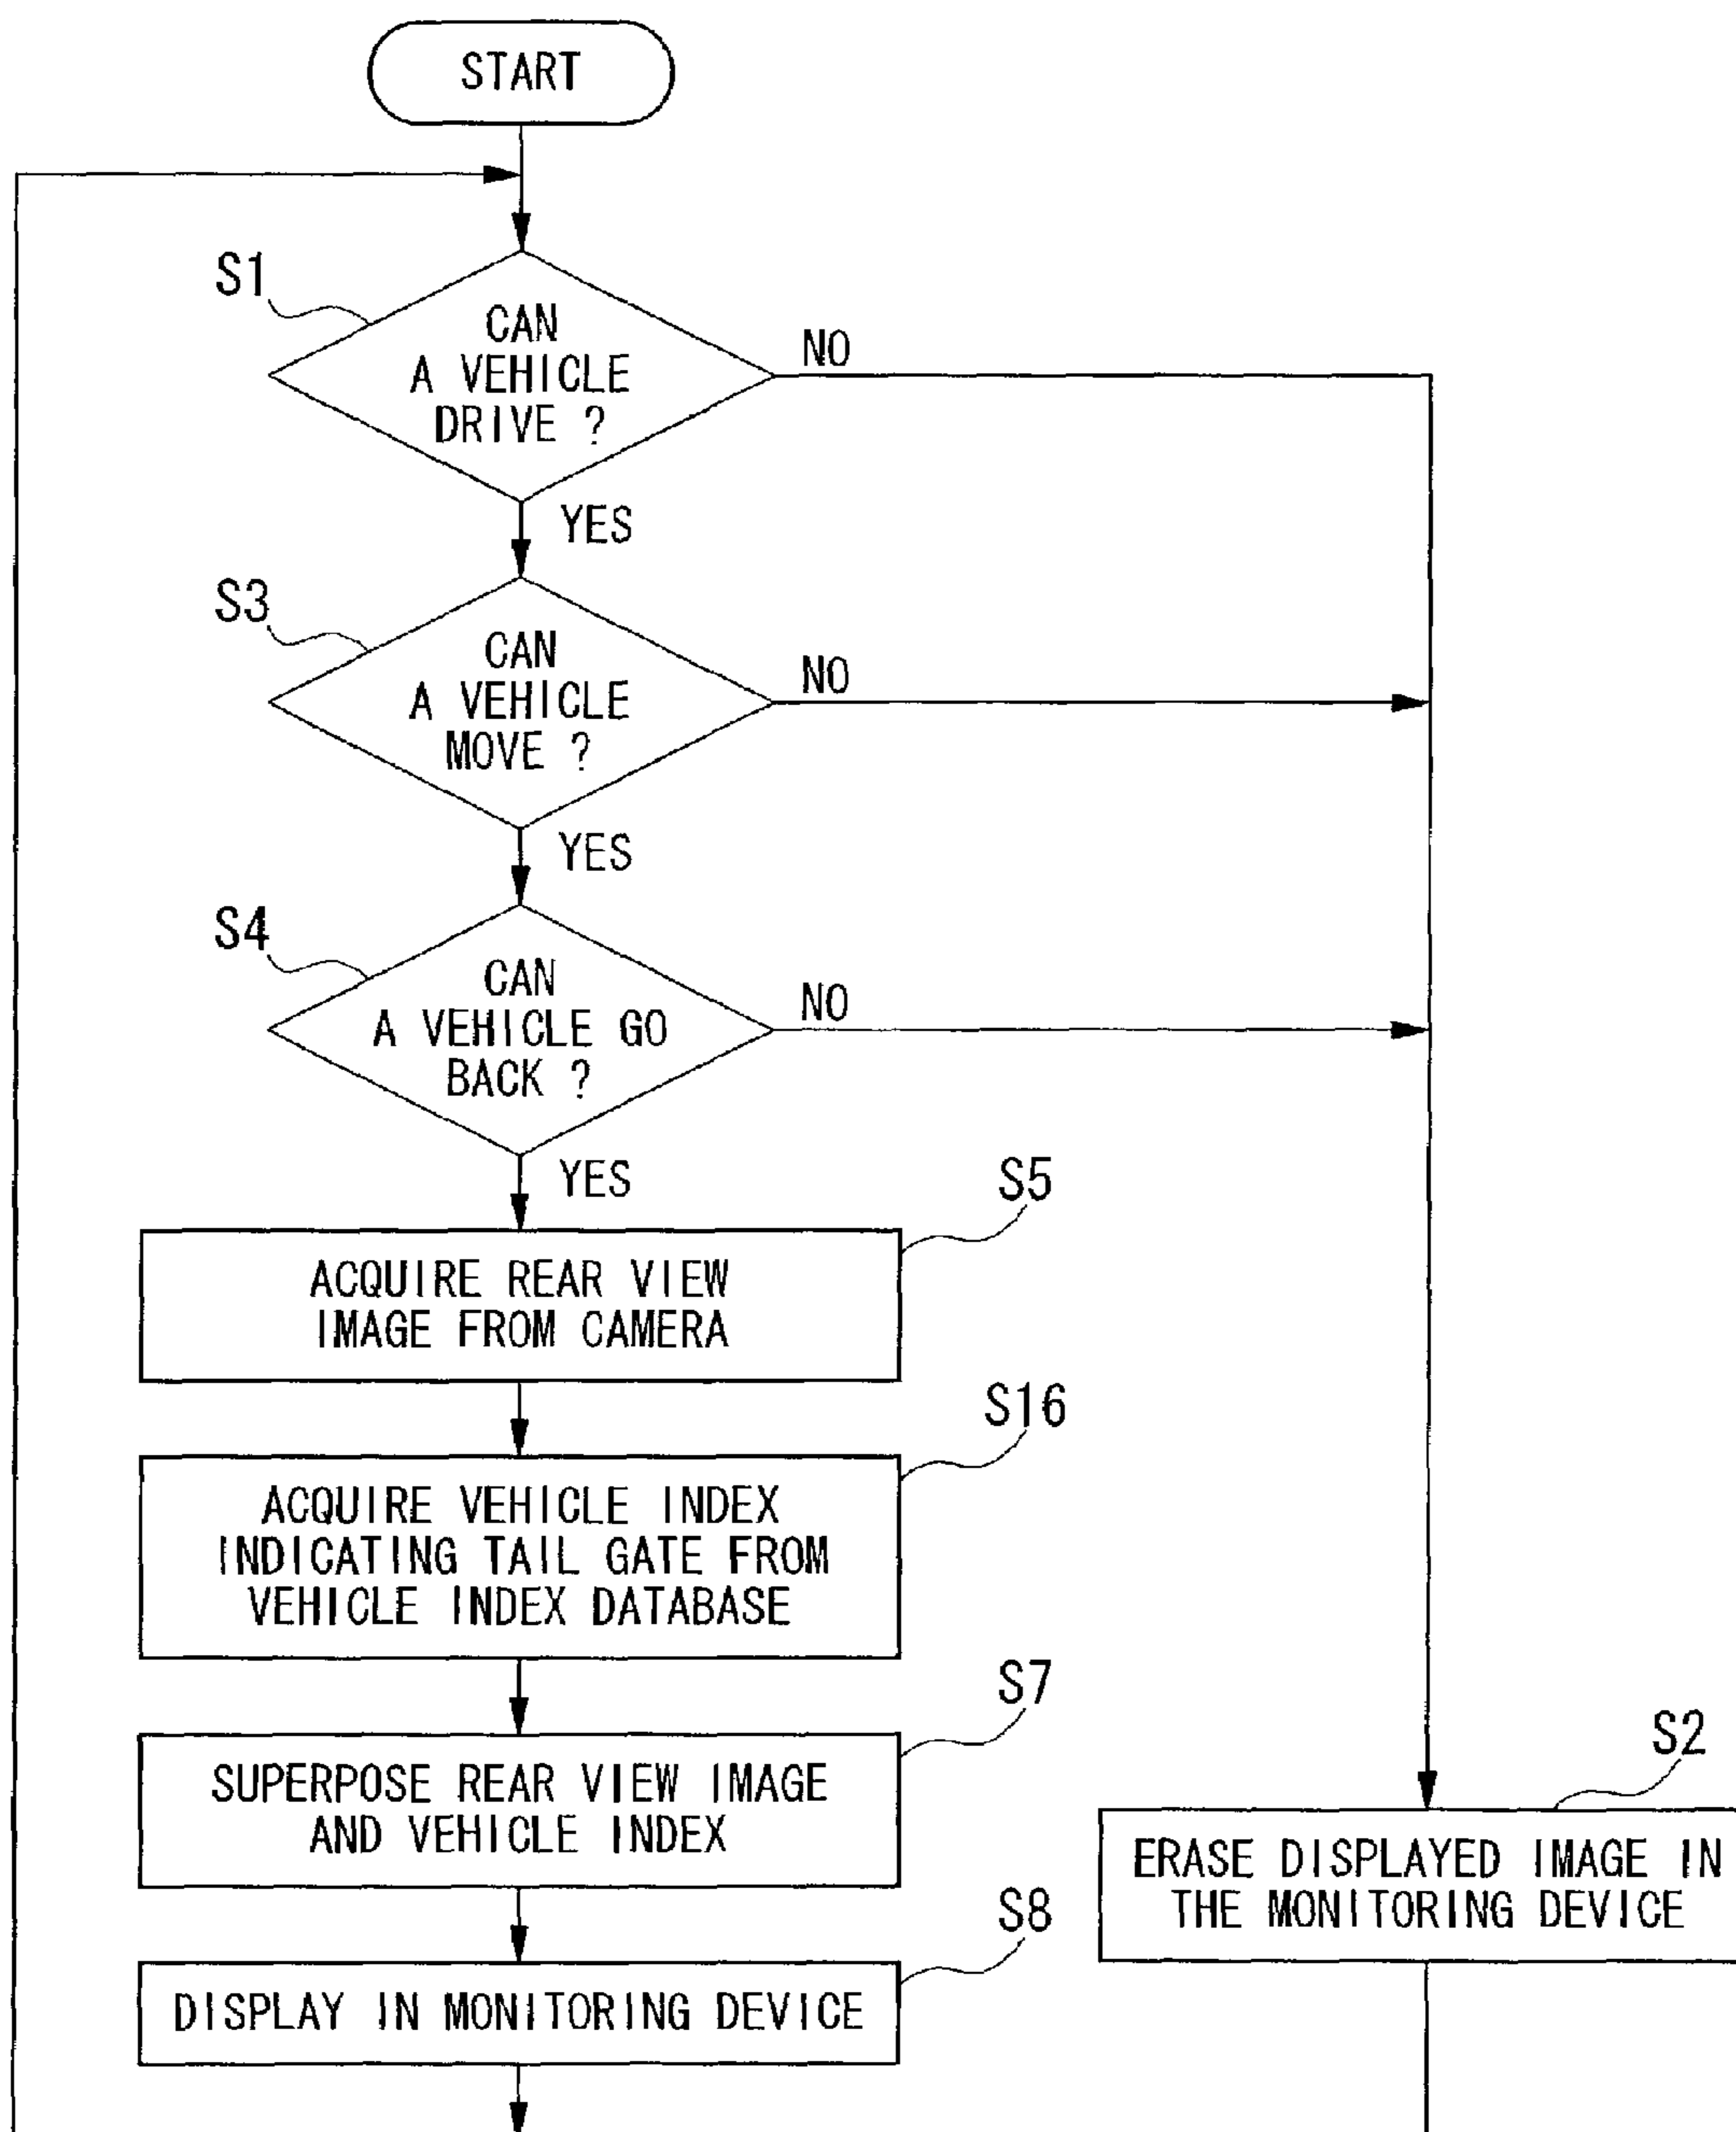 START
S1
CAN
A VEHICLE
DRIVE ?
NO
YES
S3
CAN
A VEHICLE
MOVE ?
NO
YES
S4
CAN
A VEHICLE GO
BACK ?
NO
YES
S5
ACQUIRE REAR VIEW
IMAGE FROM CAMERA
S16
ACQUIRE VEHICLE INDEX
INDICATING TAIL GATE FROM
VEHICLE INDEX DATABASE
S7
SUPERPOSE REAR VIEW IMAGE
AND VEHICLE INDEX
S2
ERASE DISPLAYED IMAGE IN
THE MONITORING DEVICE
S8
DISPLAY IN MONITORING DEVICE